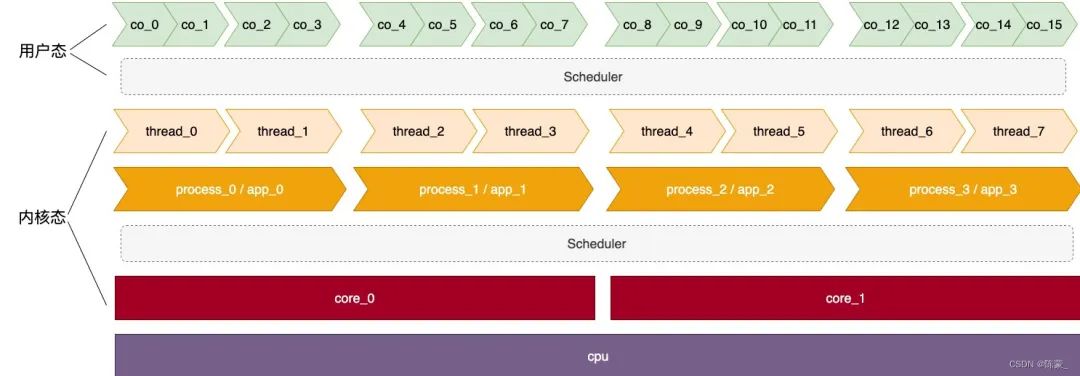 co_0 co_1 co_2 co_3 co_4 co_5 co_6 co_7 co_8 co_9 co_10 co_11 co_12 co_13 co_14 co_15
用户态
Scheduler
thread_0 thread_1 thread_2 thread_3 thread_4 thread_5 thread_6 thread_7
process_0 / app_0 process_1 / app_1 process_2 / app_2 process_3 / app_3
内核态
Scheduler
core_0 core_1
cpu
CSDN @陈蒙_